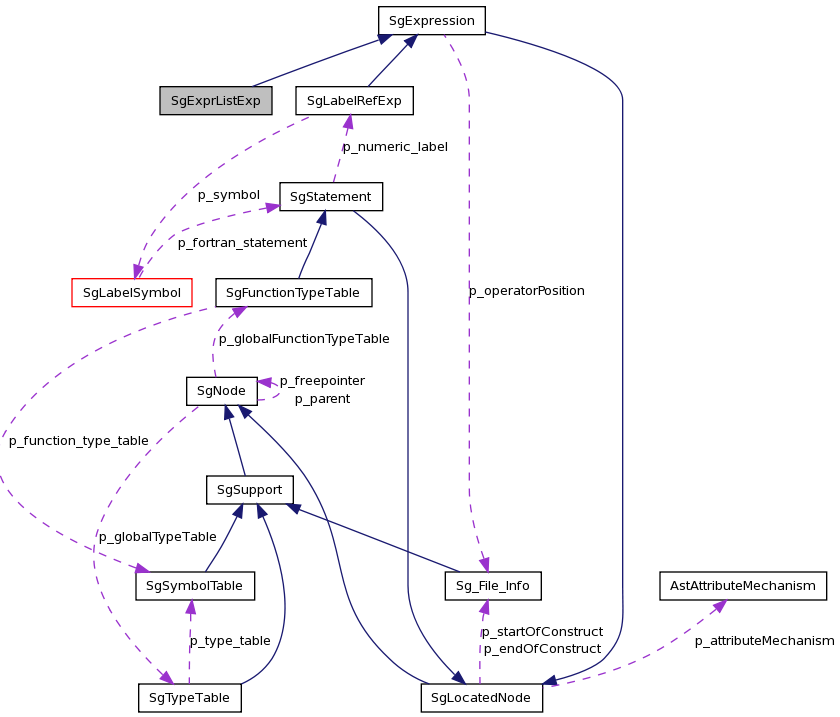 SgExpression
SgExprListExp
SgLabelRefExp
p_numeric_label
p_symbol
SgStatement
p_fortran_statement
SgLabelSymbol
SgFunctionTypeTable
p_operatorPosition
p_globalFunctionTypeTable
SgNode
p_freepointer
p_parent
p_function_type_table
SgSupport
p_globalTypeTable
SgSymbolTable
Sg_File_Info
AstAttributeMechanism
p_type_table
p_startOfConstruct
p_endOfConstruct
p_attributeMechanism
SgTypeTable
SgLocatedNode